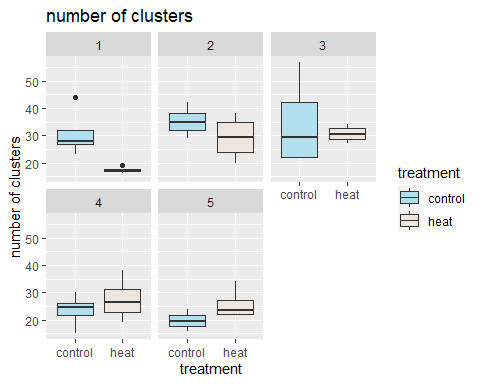 number of clusters
1
2
3
50
40
30
20
number of clusters
control
heat
treatment
control
heat
4
5
50
40
30
20
control
heat
control
heat
treatment